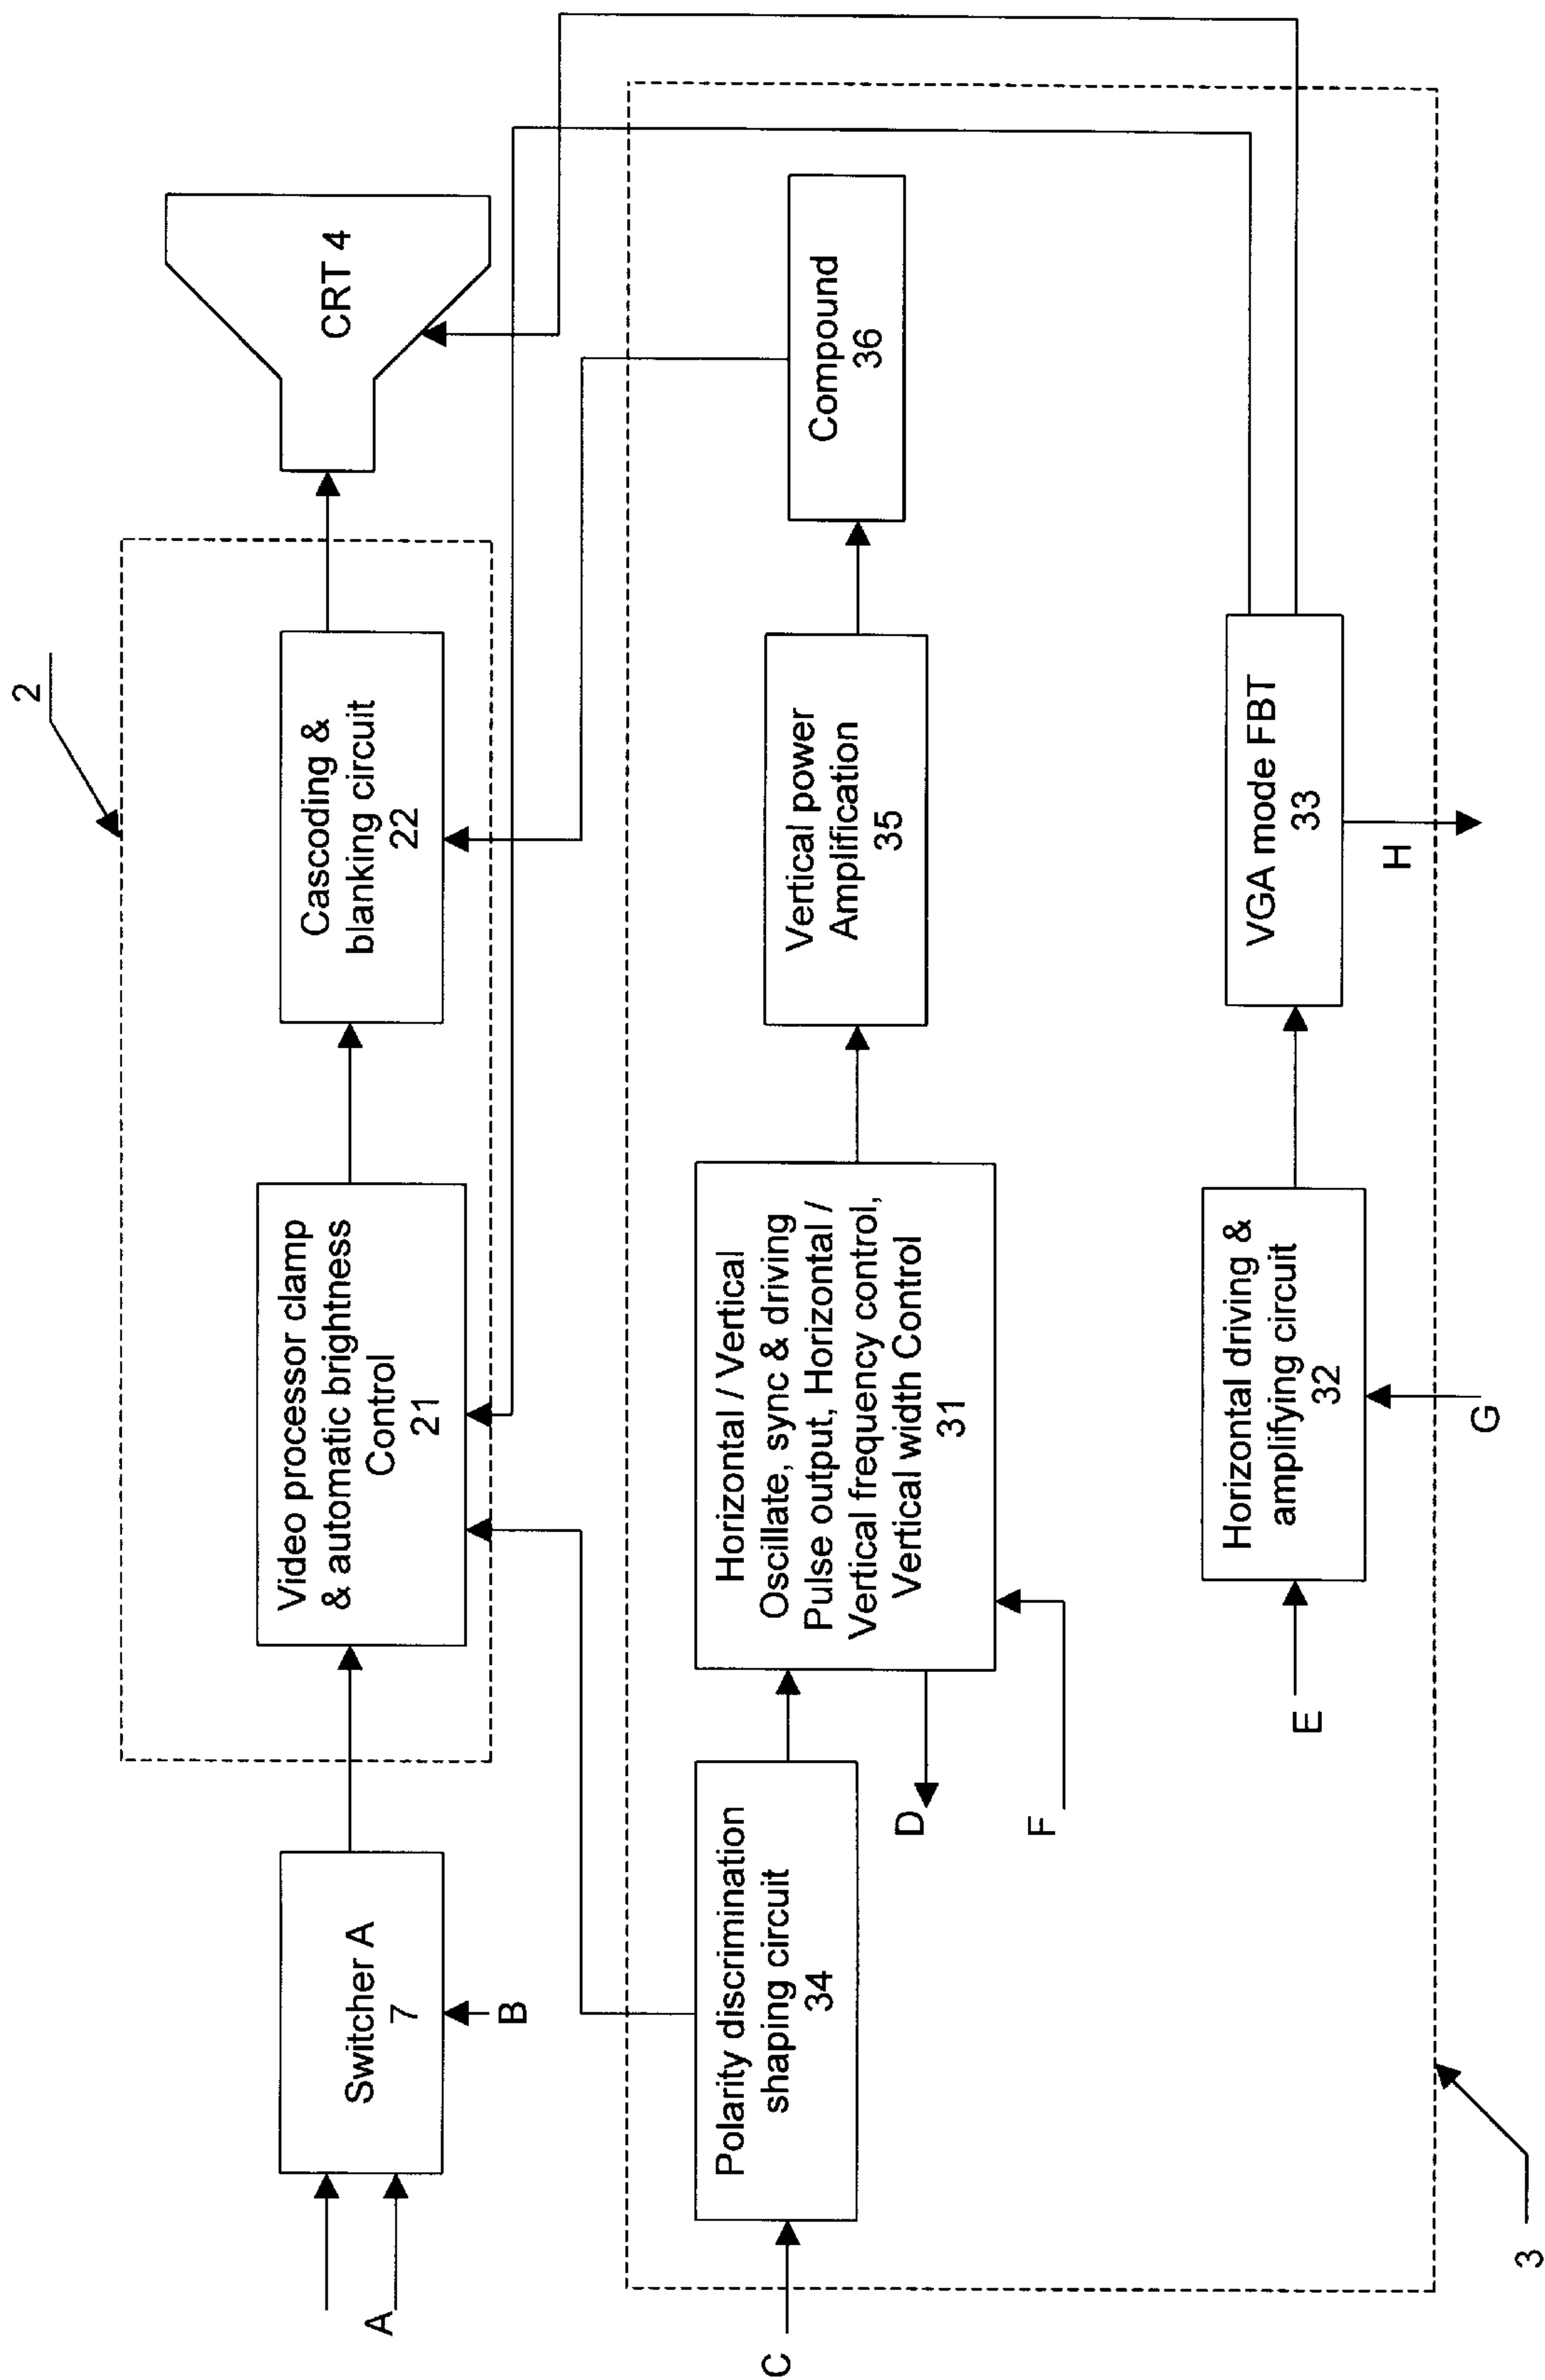 2
CRT 4
Cascoding &
blanking circuit
22
Video processor clamp
& automatic brightness
Control
21
Switcher A
7
A
B
Compound
36
Vertical power
Amplification
35
Horizontal / Vertical
Oscillate, sync & driving
Pulse output, Horizontal /
Vertical frequency control,
Vertical width Control
31
Polarity discrimination
shaping circuit
34
C
D
F
VGA mode FBT
33
H
Horizontal driving &
amplifying circuit
32
E
G
3